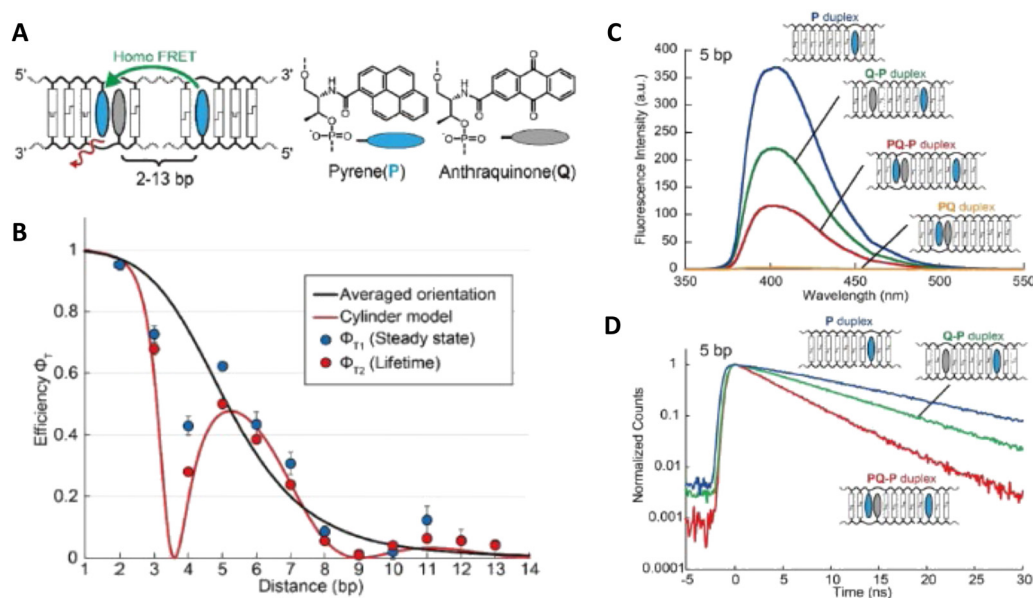 A
Homo FRET
5'
3'
3'
5'
2-13 bp
O
N
H
O
O
O
P
O
O⁻
Pyrene(P)
O
O
N
H
O
O
O
P
O
O⁻
Anthraquinone(Q)
B
Efficiency Φ_T
1
0.8
0.6
0.4
0.2
0
1 2 3 4 5 6 7 8 9 10 11 12 13 14
Distance (bp)
Averaged orientation
Cylinder model
Φ_T1 (Steady state)
Φ_T2 (Lifetime)
C
5 bp
P duplex
Q-P duplex
PQ-P duplex
PQ duplex
Fluorescence Intensity (a.u.)
400
350
300
250
200
150
100
50
0
350 400 450 500 550
Wavelength (nm)
D
5 bp
P duplex
Q-P duplex
PQ-P duplex
Normalized Counts
1
0.1
0.01
0.001
0.0001
-5 0 5 10 15 20 25 30
Time (ns)